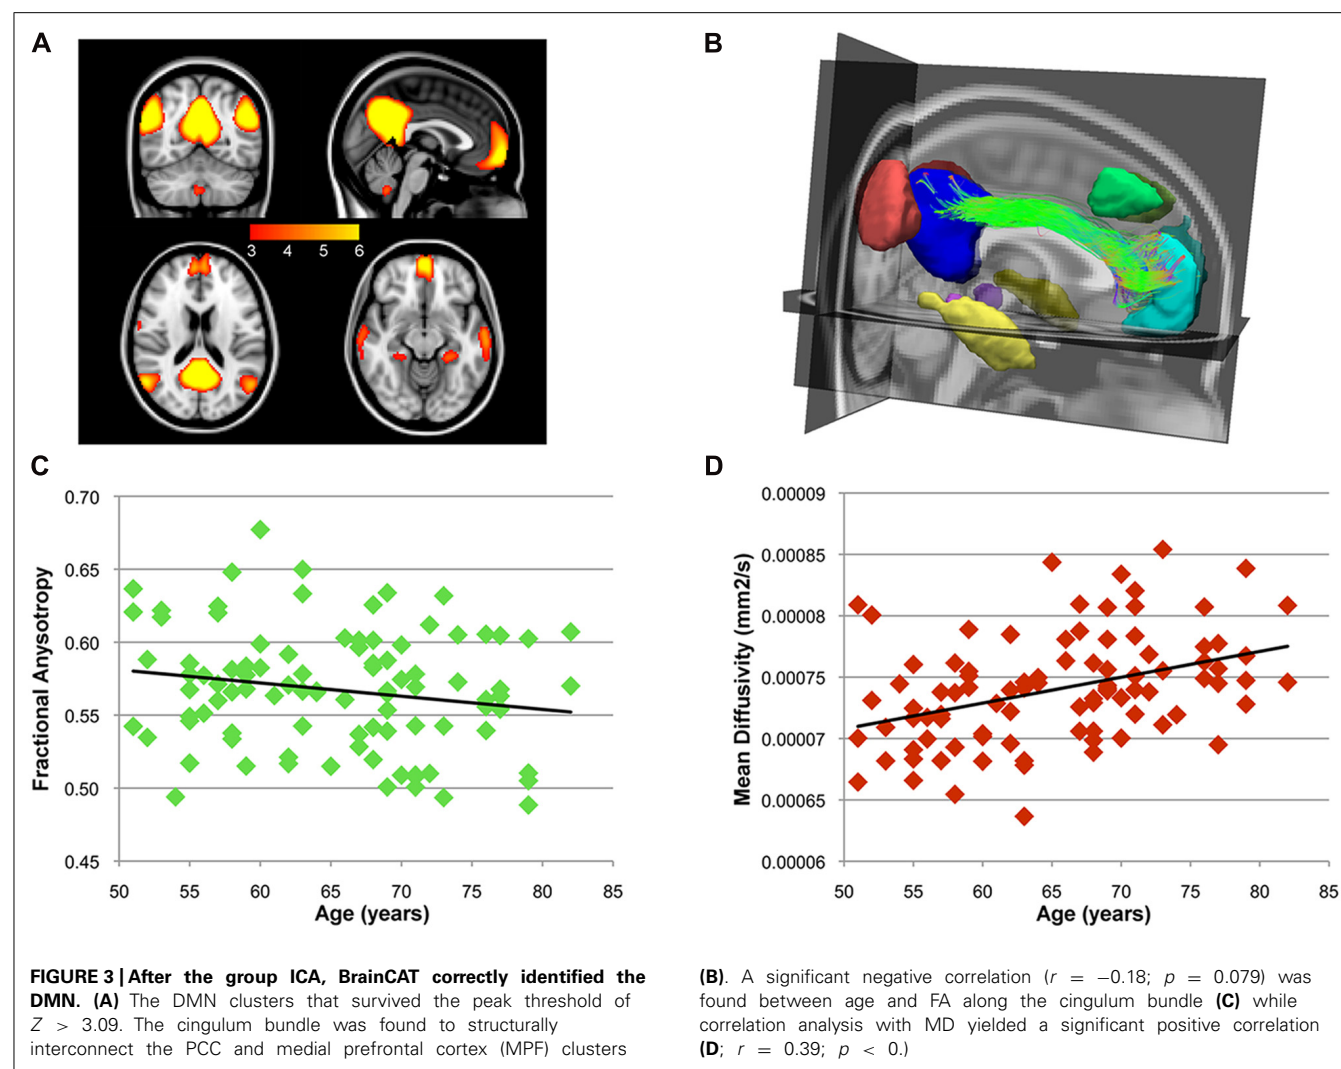 A
B
3 4 5 6
C
D
0.70
0.65
0.60
0.55
0.50
0.45
Fractional Anysotropy
50 55 60 65 70 75 80 85
Age (years)
0.00009
0.00085
0.00008
0.00075
0.00007
0.00065
0.00006
Mean Diffusivity (mm2/s)
50 55 60 65 70 75 80 85
Age (years)
FIGURE 3 | After the group ICA, BrainCAT correctly identified the
DMN. (A) The DMN clusters that survived the peak threshold of
Z > 3.09. The cingulum bundle was found to structurally
interconnect the PCC and medial prefrontal cortex (MPF) clusters
(B). A significant negative correlation (r = −0.18; p = 0.079) was
found between age and FA along the cingulum bundle (C) while
correlation analysis with MD yielded a significant positive correlation
(D; r = 0.39; p < 0.)